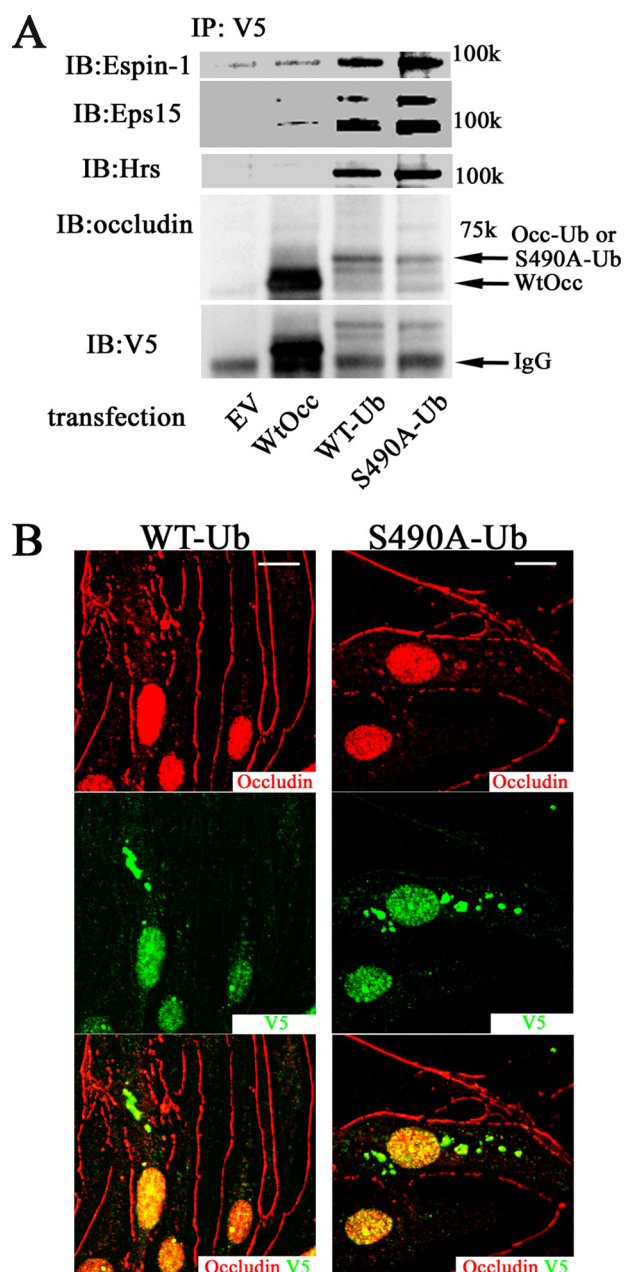 A
IP: V5
IB:Espin-1
100k
IB:Eps15
100k
IB:Hrs
100k
IB:occludin
75k
Occ-Ub or
S490A-Ub
WtOcc
IB:V5
IgG
transfection
EV
WtOcc
WT-Ub
S490A-Ub
B
WT-Ub
S490A-Ub
Occludin
Occludin
V5
V5
Occludin V5
Occludin V5